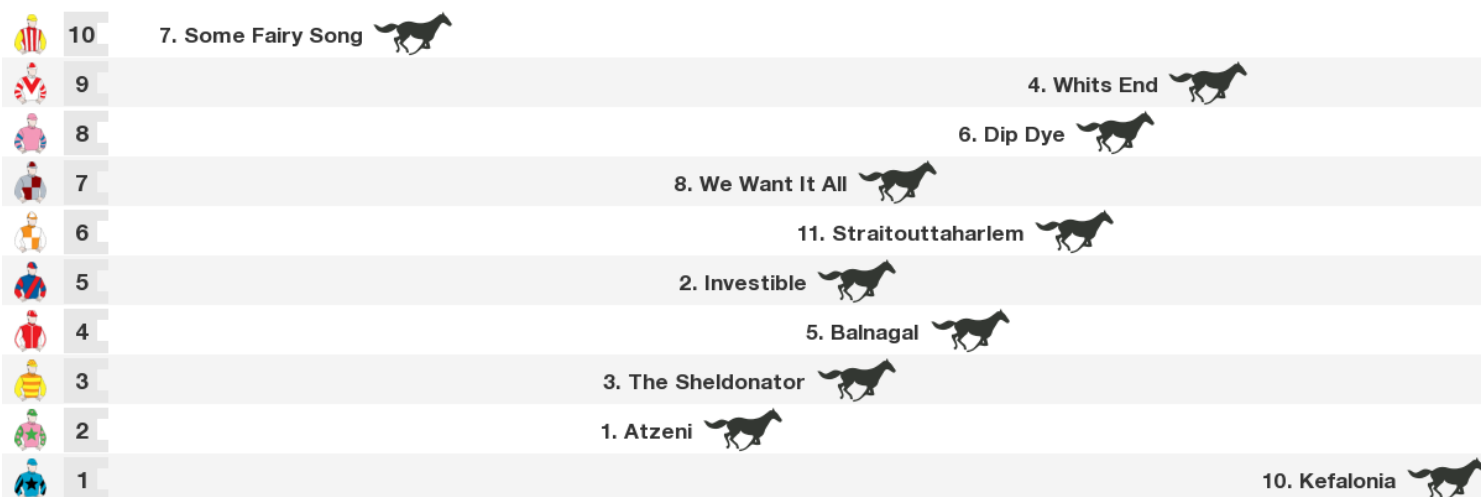 10 7. Some Fairy Song
9 4. Whits End
8 6. Dip Dye
7 8. We Want It All
6 11. Straitouttaharlem
5 2. Investible
4 5. Balnagal
3 3. The Sheldonator
2 1. Atzeni
1 10. Kefalonia